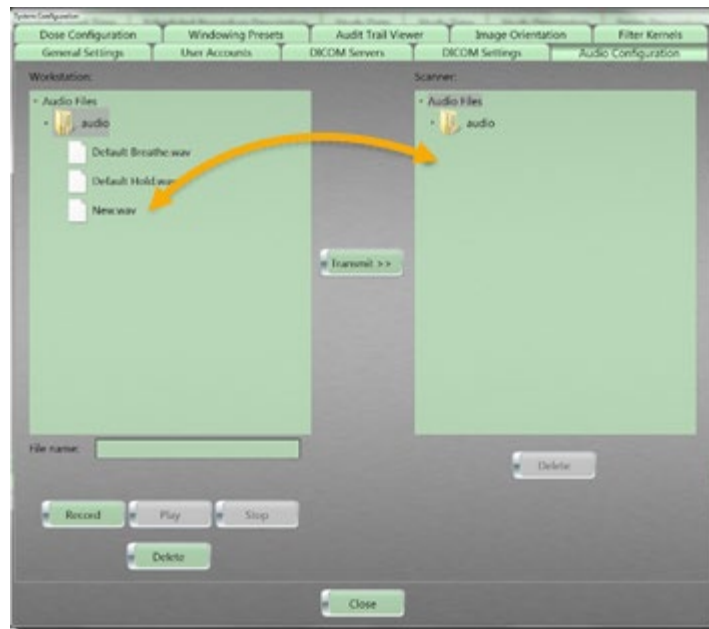 System Configuration
Dose Configuration
Windowing Presets
Audit Trail Viewer
Image Orientation
Filter Kernels
General Settings
User Accounts
DICOM Servers
DICOM Settings
Audio Configuration
Workstation:
Scanner:
Audio Files
audio
Default Breathe.wav
Default Hold.wav
New.wav
Audio Files
audio
Transmit >>
File name:
Delete
Record
Play
Stop
Delete
Close